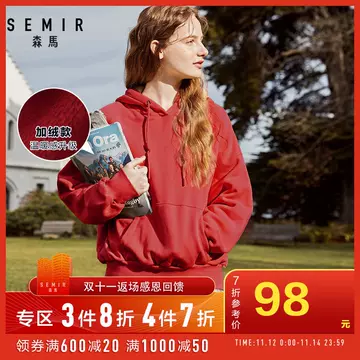 SEMIR
森馬
加绒款
温暖感升级
Ora
SEMIR
森馬
双十一返场感恩回馈
专区 3件8折 4件7折
领券满600减20 满1000减50
7折参考价
98元
TIME:11.12 0:00-11.14 23:59